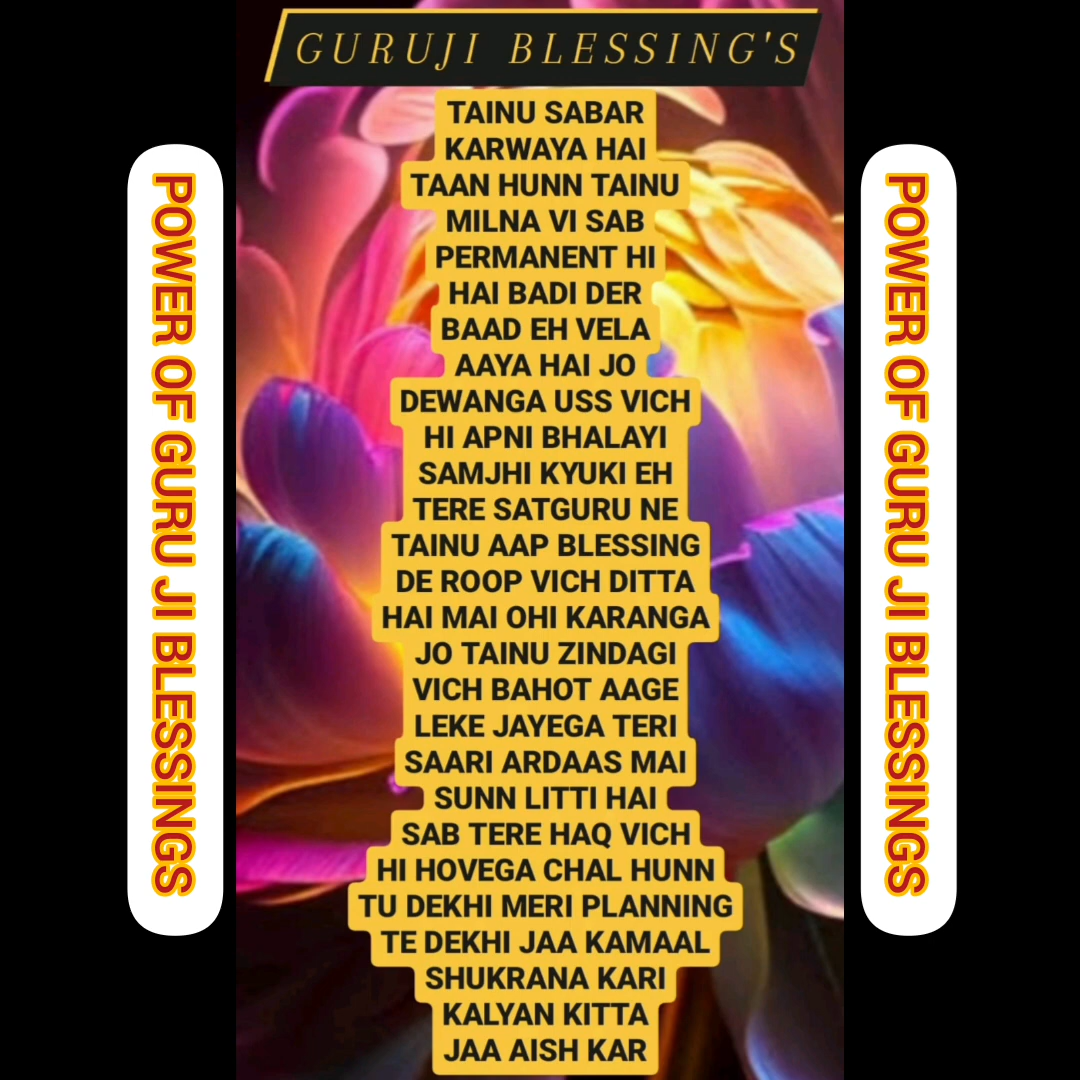 GURUJI BLESSING'S
TAINU SABAR
KARWAYA HAI
TAAN HUNN TAINU
MILNA VI SAB
PERMANENT HI
HAI BADI DER
BAAD EH VELA
AAYA HAI JO
DEWANGA USS VICH
HI APNI BHALAYI
SAMJHI KYUKI EH
TERE SATGURU NE
TAINU AAP BLESSING
DE ROOP VICH DITTA
HAI MAI OHI KARANGA
JO TAINU ZINDAGI
VICH BAHOT AAGE
LEKE JAYEGA TERI
SAARI ARDAAS MAI
SUNN LITTI HAI
SAB TERE HAQ VICH
HI HOVEGA CHAL HUNN
TU DEKHI MERI PLANNING
TE DEKHI JAA KAMAAL
SHUKRANA KARI
KALYAN KITTA
JAA AISH KAR
POWER OF GURU JI BLESSINGS
POWER OF GURU JI BLESSINGS